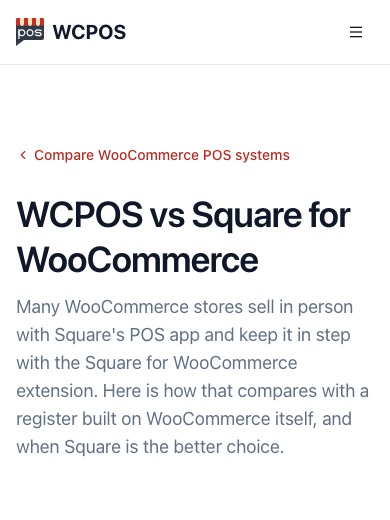 pos WCPOS
Compare WooCommerce POS systems
WCPOS vs Square for
WooCommerce
Many WooCommerce stores sell in person
with Square's POS app and keep it in step
with the Square for WooCommerce
extension. Here is how that compares with a
register built on WooCommerce itself, and
when Square is the better choice.